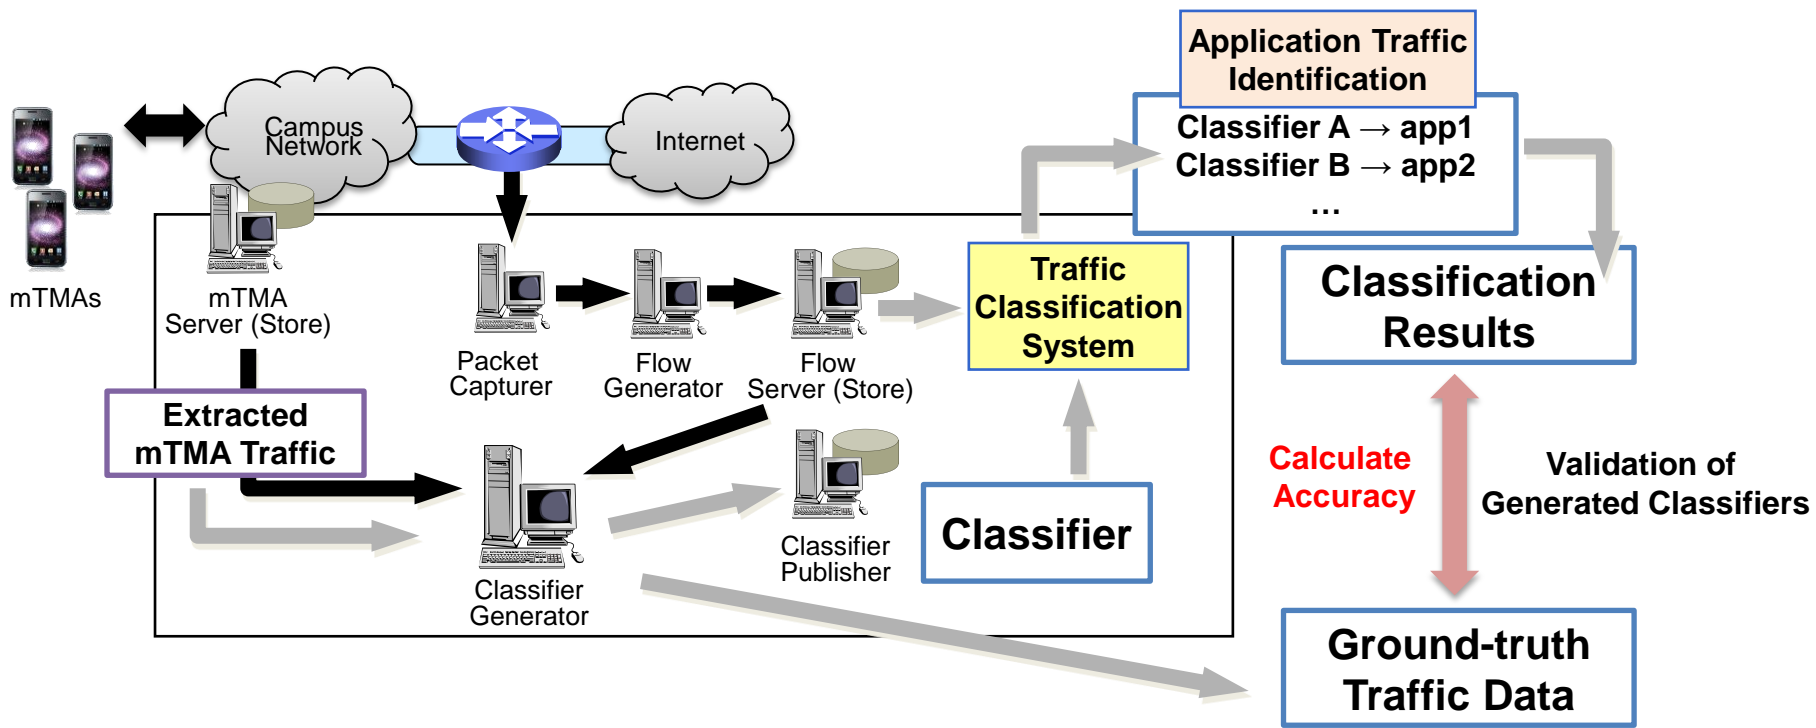 Application Traffic
Identification
Classifier A → app1
Classifier B → app2
…
Campus
Network
Internet
mTMAs
mTMA
Server (Store)
Packet
Capturer
Flow
Generator
Flow
Server (Store)
Traffic
Classification
System
Classification
Results
Extracted
mTMA Traffic
Classifier
Generator
Classifier
Publisher
Classifier
Calculate
Accuracy
Validation of
Generated Classifiers
Ground-truth
Traffic Data